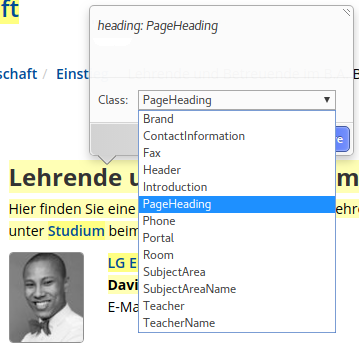 ft
heading: PageHeading
schaft / Einst
B
Class: PageHeading
Brand
ContactInformation
Fax
Header
Introduction
PageHeading
Phone
Portal
Room
SubjectArea
SubjectAreaName
Teacher
TeacherName
Lehrende u
m
Hier finden Sie eine
ehre
unter Studium beim
LG E
Davi
E-Ma